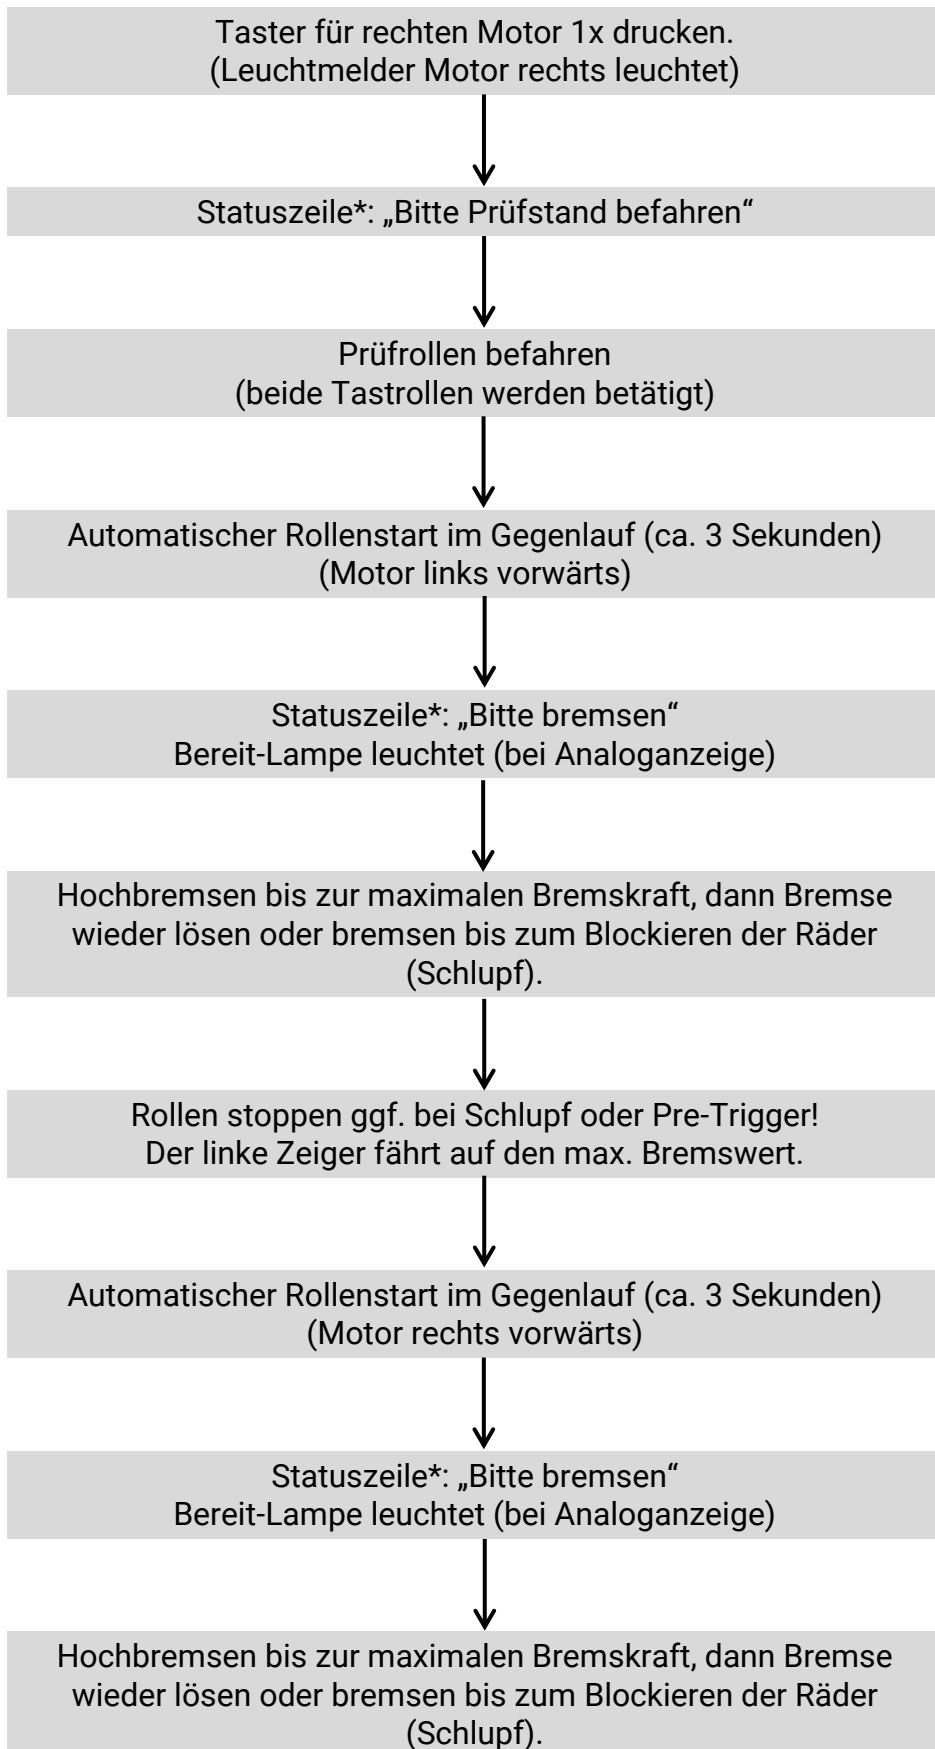 Taster für rechten Motor 1x drucken.
(Leuchtmelder Motor rechts leuchtet)
Statuszeile*: „Bitte Prüfstand befahren“
Prüfrollen befahren
(beide Tastrollen werden betätigt)
Automatischer Rollenstart im Gegenlauf (ca. 3 Sekunden)
(Motor links vorwärts)
Statuszeile*: „Bitte bremsen“
Bereit-Lampe leuchtet (bei Analoganzeige)
Hochbremsen bis zur maximalen Bremskraft, dann Bremse
wieder lösen oder bremsen bis zum Blockieren der Räder
(Schlupf).
Rollen stoppen ggf. bei Schlupf oder Pre-Trigger!
Der linke Zeiger fährt auf den max. Bremswert.
Automatischer Rollenstart im Gegenlauf (ca. 3 Sekunden)
(Motor rechts vorwärts)
Statuszeile*: „Bitte bremsen“
Bereit-Lampe leuchtet (bei Analoganzeige)
Hochbremsen bis zur maximalen Bremskraft, dann Bremse
wieder lösen oder bremsen bis zum Blockieren der Räder
(Schlupf).